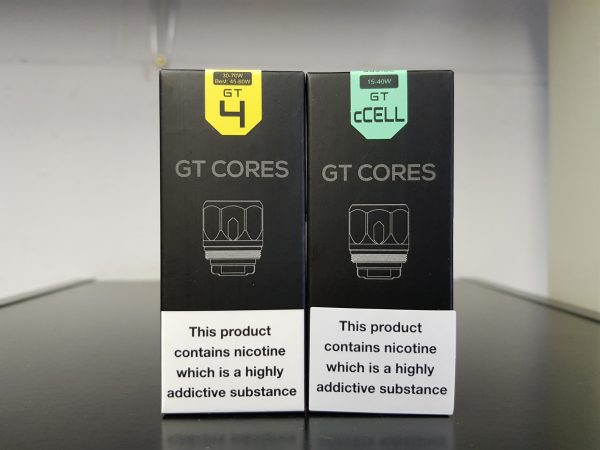 30-70W
Best: 45-60W
GT
4
GT CORES
This product
contains nicotine
which is a highly
addictive substance
15-40W
GT
cCELL
GT CORES
This product
contains nicotine
which is a highly
addictive substance